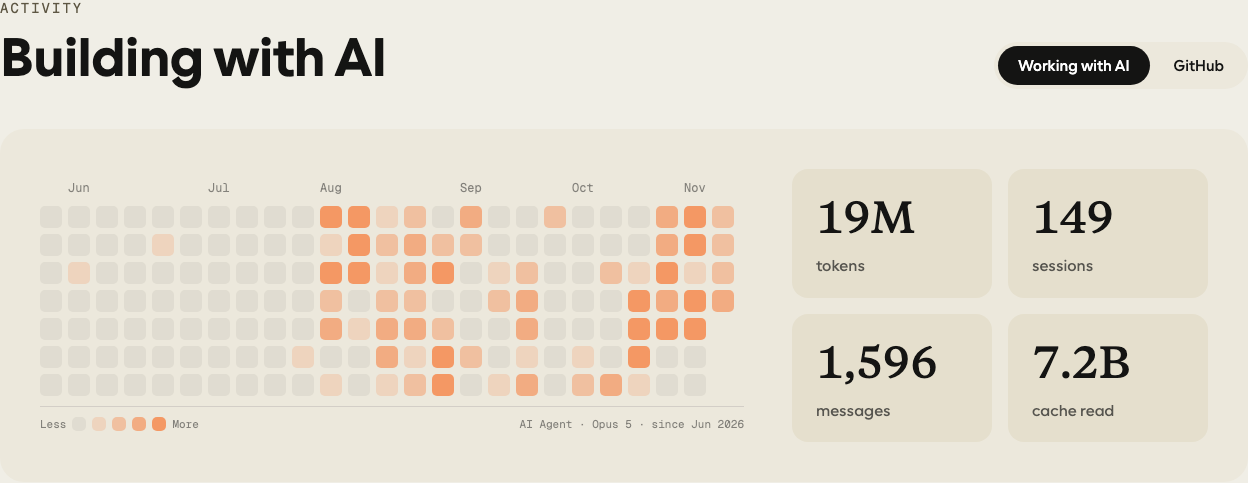 ACTIVITY
Building with AI
Working with AI
GitHub
Jun Jul Aug Sep Oct Nov
Less More
AI Agent · Opus 5 · since Jun 2026
19M
tokens
149
sessions
1,596
messages
7.2B
cache read